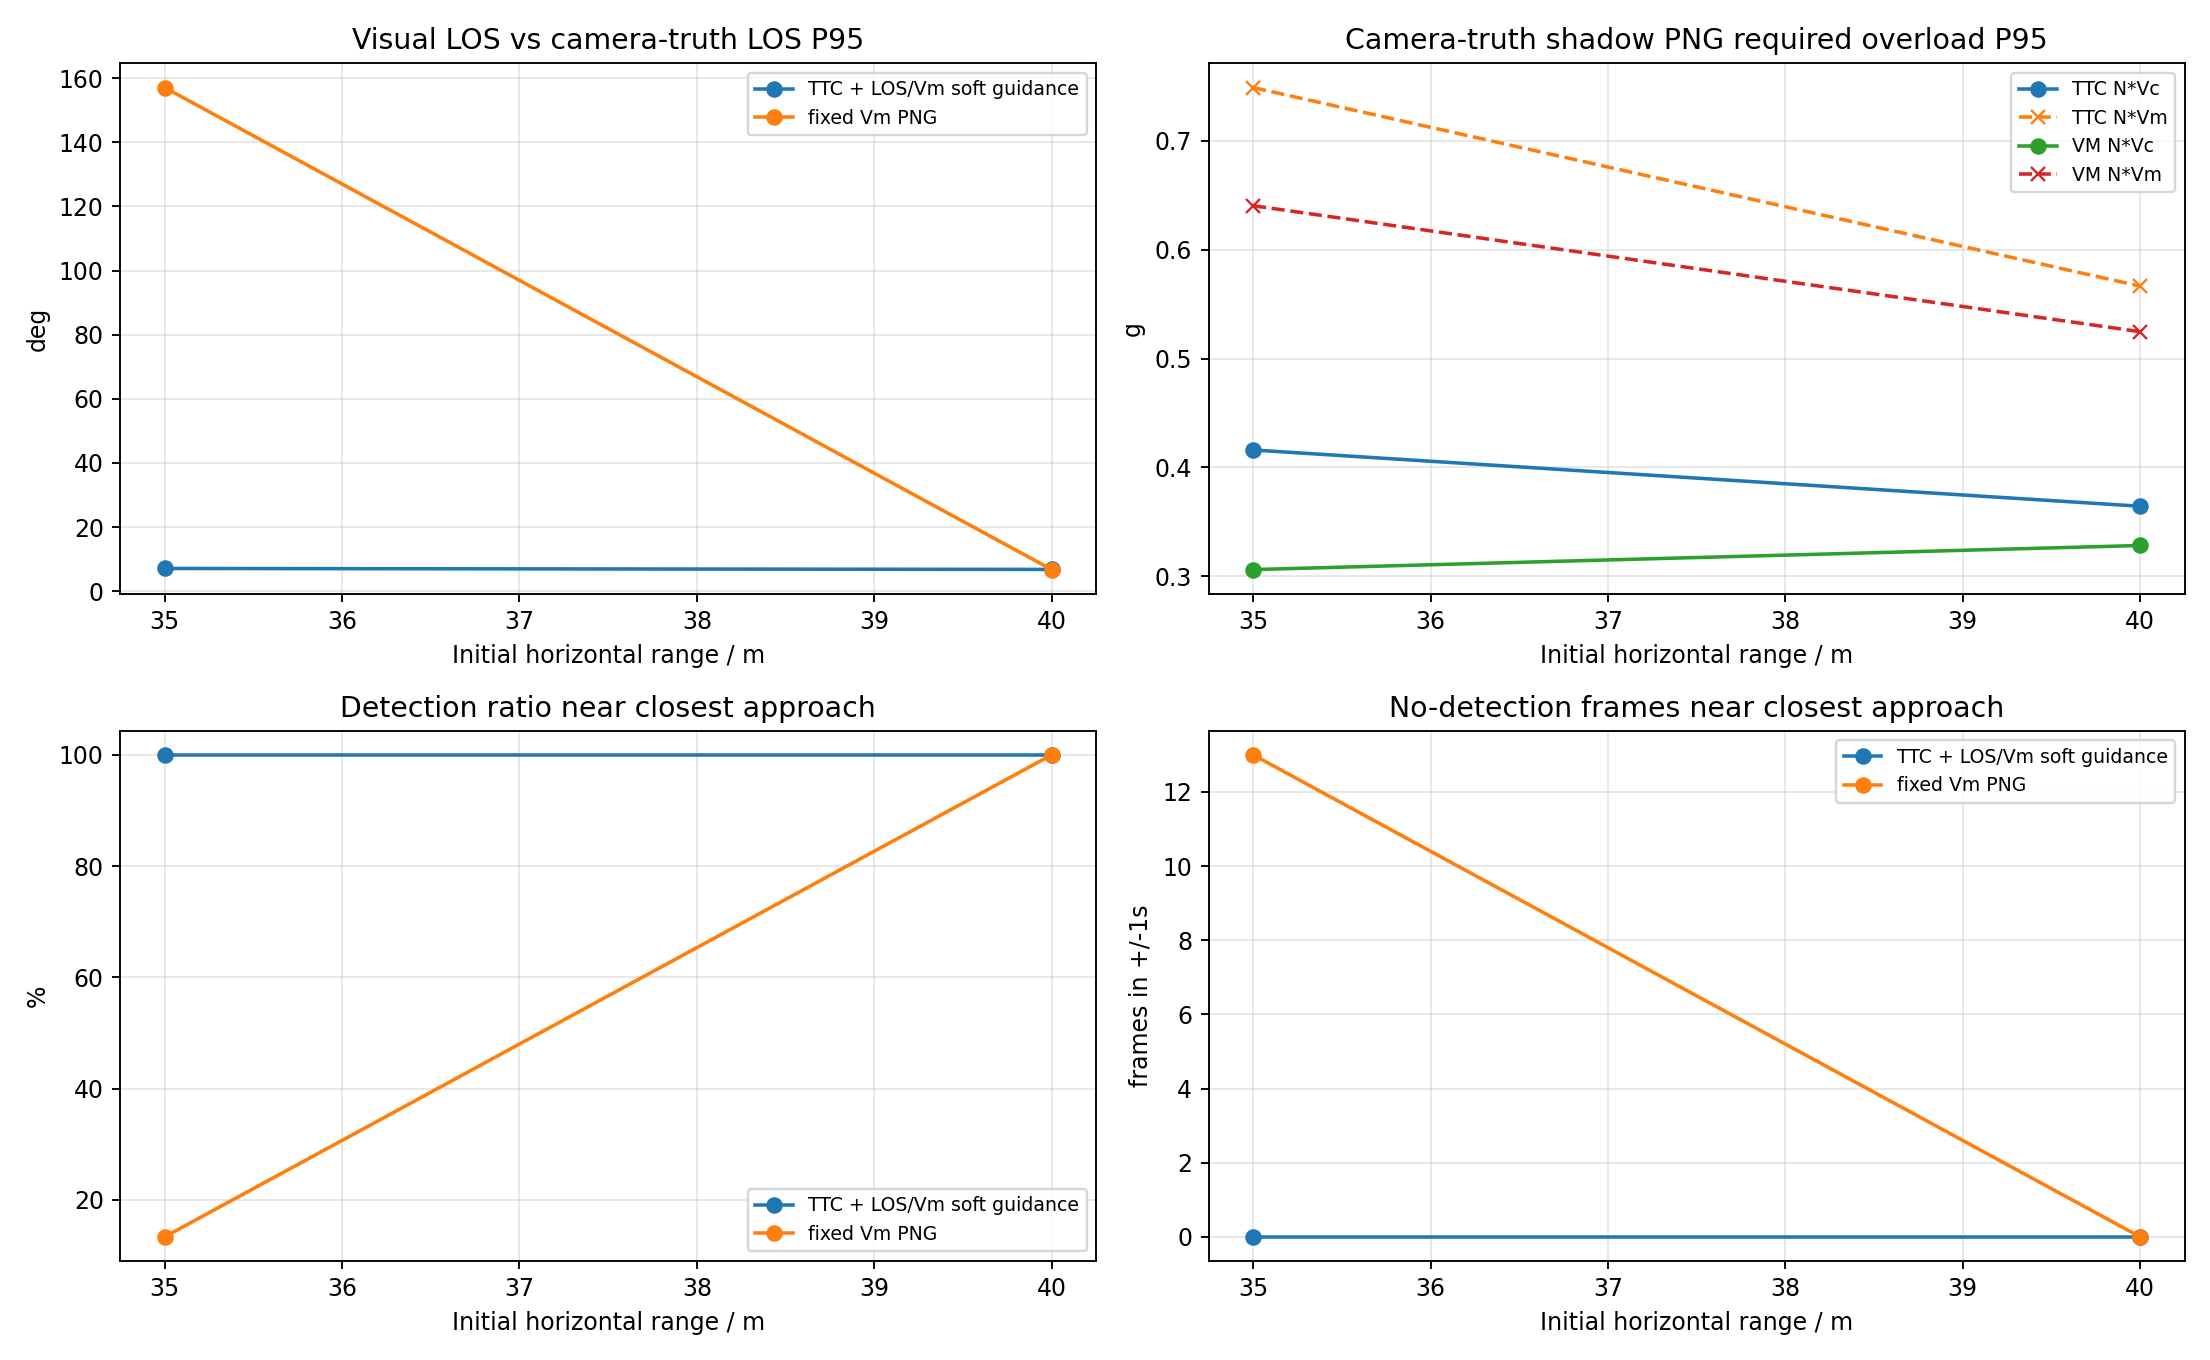 Visual LOS vs camera-truth LOS P95
160
140
120
100
80
60
40
20
0
deg
35 36 37 38 39 40
Initial horizontal range / m
TTC + LOS/Vm soft guidance
fixed Vm PNG
Camera-truth shadow PNG required overload P95
0.7
0.6
0.5
0.4
0.3
g
35 36 37 38 39 40
Initial horizontal range / m
TTC N*Vc
TTC N*Vm
VM N*Vc
VM N*Vm
Detection ratio near closest approach
100
80
60
40
20
%
35 36 37 38 39 40
Initial horizontal range / m
TTC + LOS/Vm soft guidance
fixed Vm PNG
No-detection frames near closest approach
12
10
8
6
4
2
0
frames in +/-1s
35 36 37 38 39 40
Initial horizontal range / m
TTC + LOS/Vm soft guidance
fixed Vm PNG